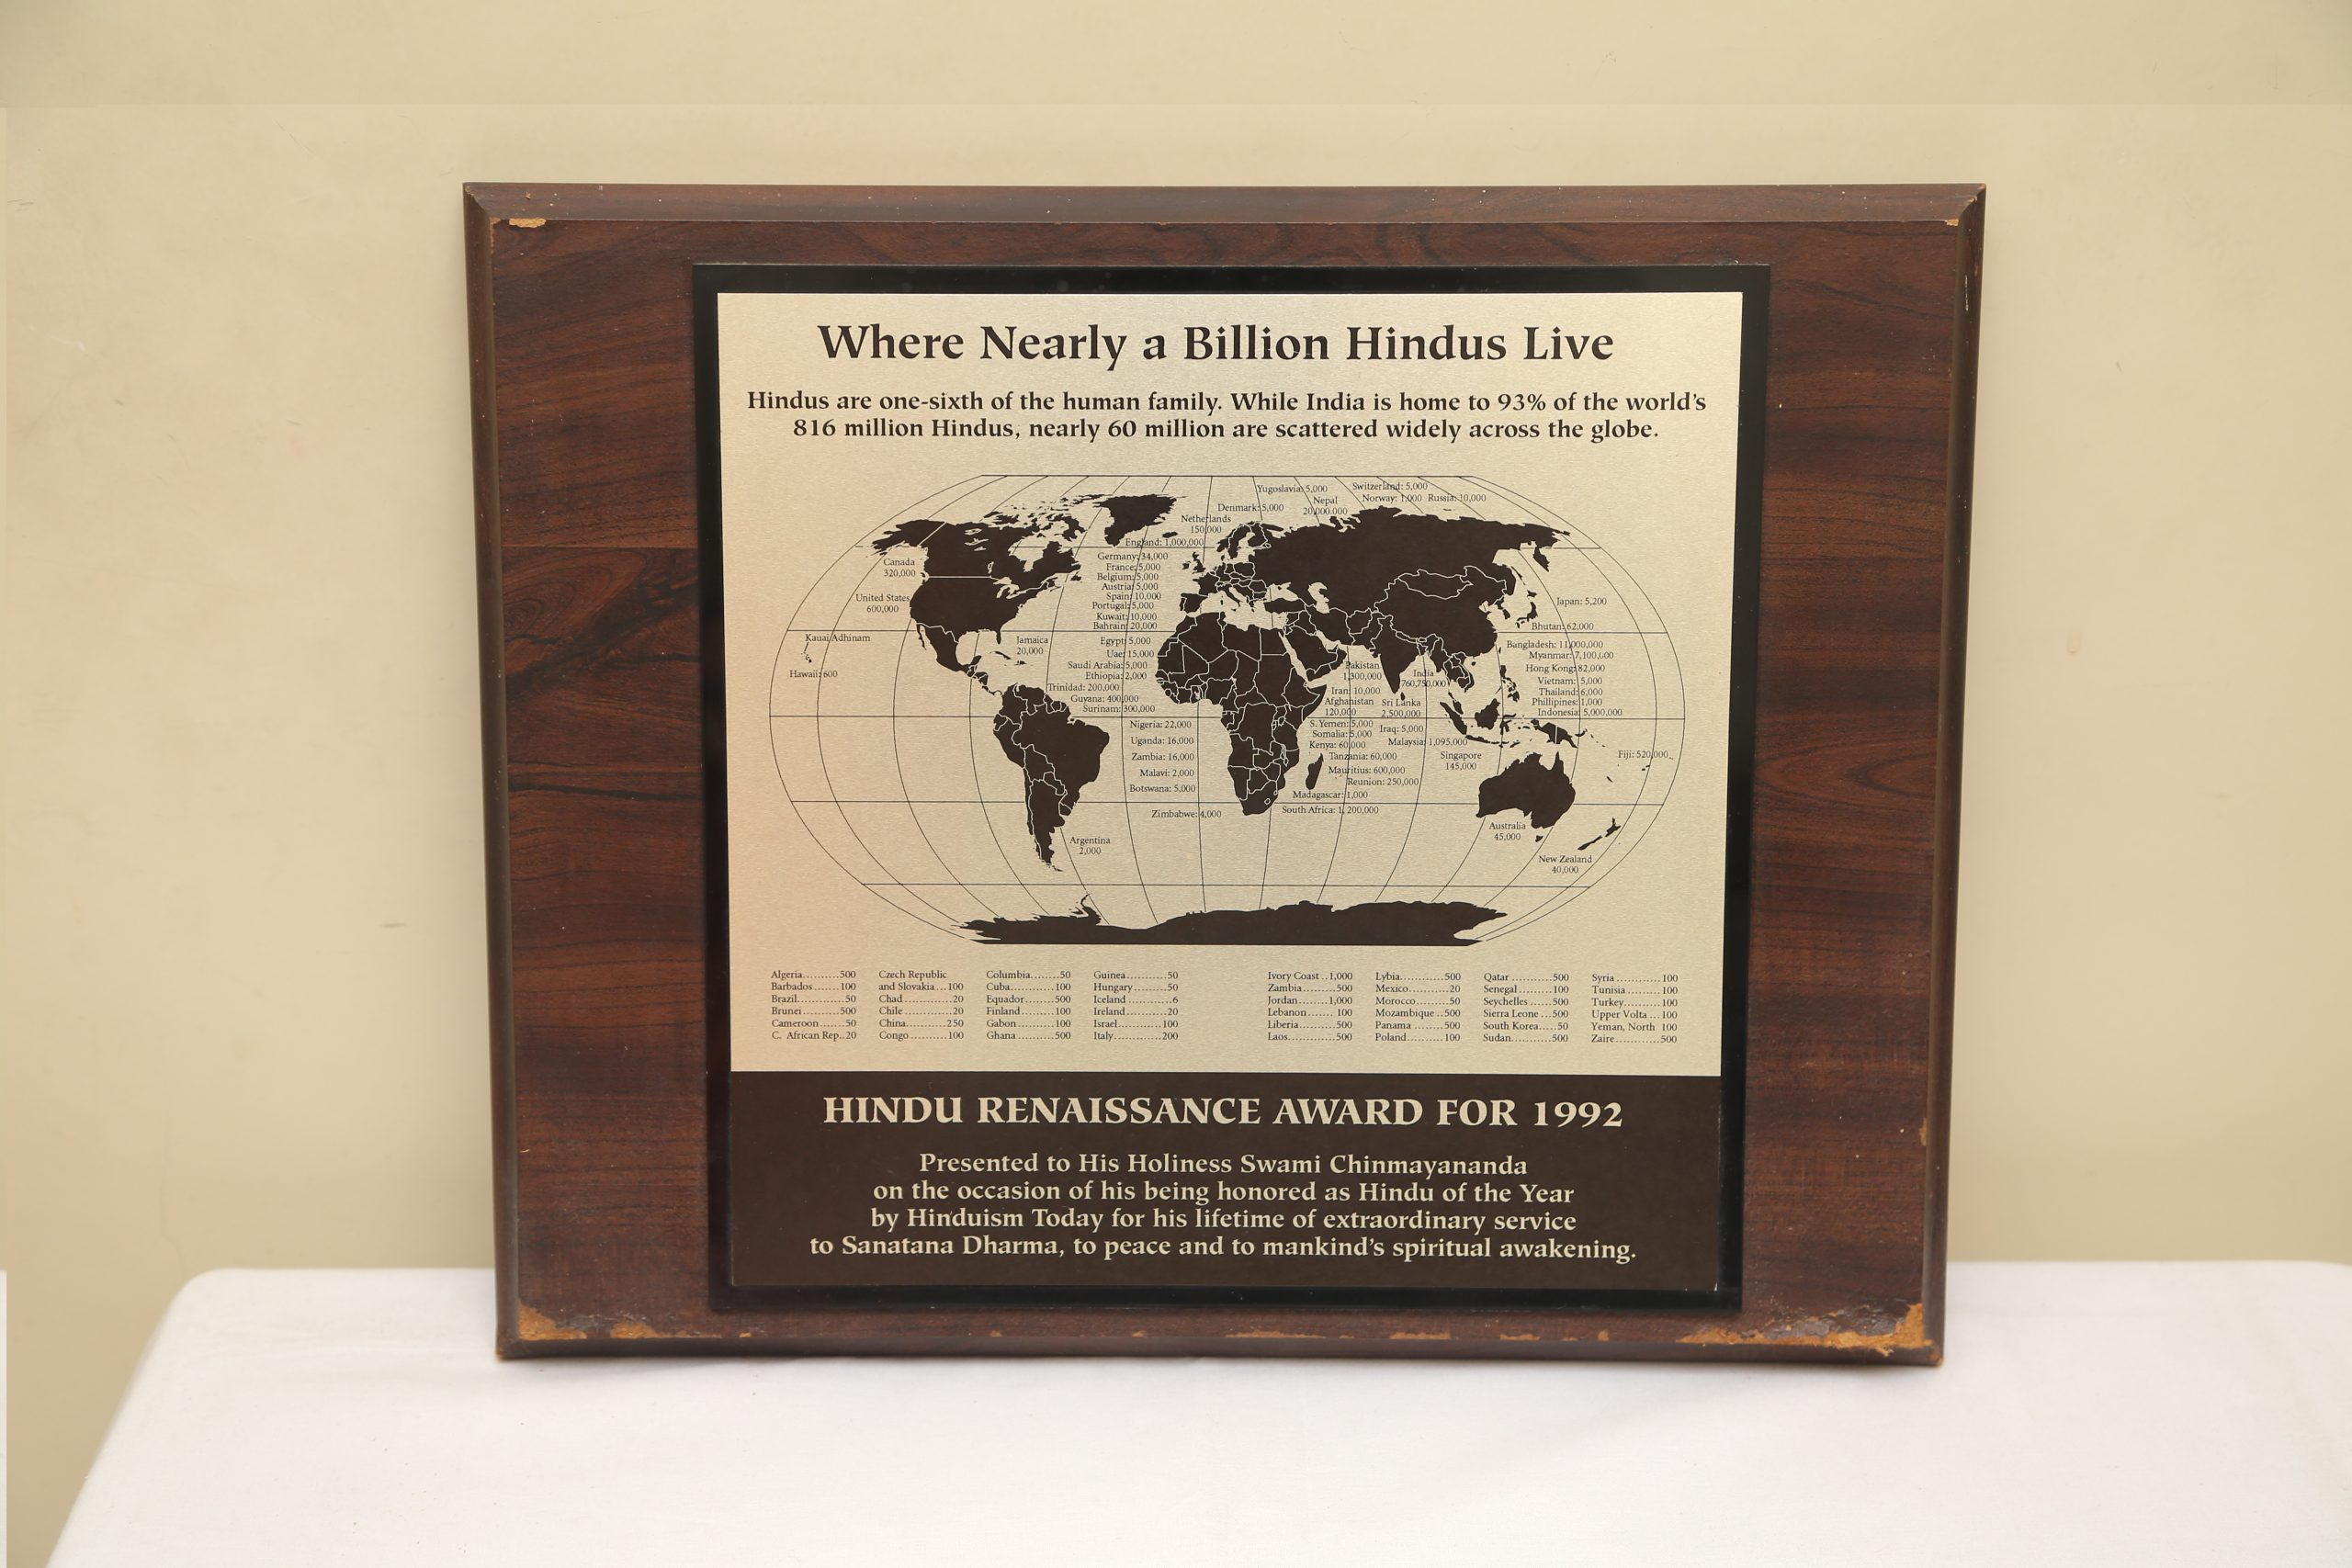 Where Nearly a Billion Hindus Live
Hindus are one-sixth of the human family. While India is home to 93% of the world's
816 million Hindus, nearly 60 million are scattered widely across the globe.
Yugoslavia: 5,000
Switzerland: 5,000
Nepal
20,000,000
Norway: 1,000
Russia: 10,000
Denmark: 5,000
Netherlands
150,000
England: 1,000,000
Germany: 34,000
France: 5,000
Belgium: 5,000
Austria: 5,000
Spain: 10,000
Portugal: 5,000
Kuwait: 10,000
Bahrain: 20,000
Egypt: 5,000
Uae: 15,000
Saudi Arabia: 5,000
Ethiopia: 2,000
Trinidad: 200,000
Guyana: 400,000
Surinam: 300,000
Canada
320,000
United States
600,000
Kauai Adhinam
Hawaii: 600
Jamaica
20,000
Nigeria: 22,000
Uganda: 16,000
Zambia: 16,000
Malavi: 2,000
Botswana: 5,000
Zimbabwe: 4,000
Argentina
2,000
Pakistan
1,300,000
Iran: 10,000
Afghanistan
120,000
S. Yemen: 5,000
Somalia: 5,000
Kenya: 60,000
Tanzania: 60,000
Mauritius: 600,000
Reunion: 250,000
Madagascar: 1,000
South Africa: 1, 200,000
India
760,750,000
Sri Lanka
2,500,000
Iraq: 5,000
Malaysia: 1,095,000
Singapore
145,000
Japan: 5,200
Bhutan: 62,000
Bangladesh: 11,000,000
Myanmar: 7,100,000
Hong Kong: 82,000
Vietnam: 5,000
Thailand: 6,000
Phillipines: 1,000
Indonesia: 5,000,000
Fiji: 520,000
Australia
45,000
New Zealand
40,000
Algeria..........500
Barbados.......100
Brazil.............50
Brunei..........500
Cameroon.......50
C. African Rep..20
Czech Republic
and Slovakia...100
Chad..............20
Chile..............20
China...........250
Congo..........100
Columbia........50
Cuba............100
Equador........500
Finland.........100
Gabon..........100
Ghana..........500
Guinea...........50
Hungary.........50
Iceland............6
Ireland...........20
Israel............100
Italy.............200
Ivory Coast ..1,000
Zambia.........500
Jordan........1,000
Lebanon....... 100
Liberia..........500
Laos.............500
Lybia............500
Mexico...........20
Morocco.........50
Mozambique ..500
Panama ........500
Poland..........100
Qatar ...........500
Senegal.........100
Seychelles ......500
Sierra Leone ...500
South Korea.....50
Sudan...........500
Syria ............100
Tunisia .........100
Turkey..........100
Upper Volta ...100
Yeman, North 100
Zaire............500
HINDU RENAISSANCE AWARD FOR 1992
Presented to His Holiness Swami Chinmayananda
on the occasion of his being honored as Hindu of the Year
by Hinduism Today for his lifetime of extraordinary service
to Sanatana Dharma, to peace and to mankind's spiritual awakening.